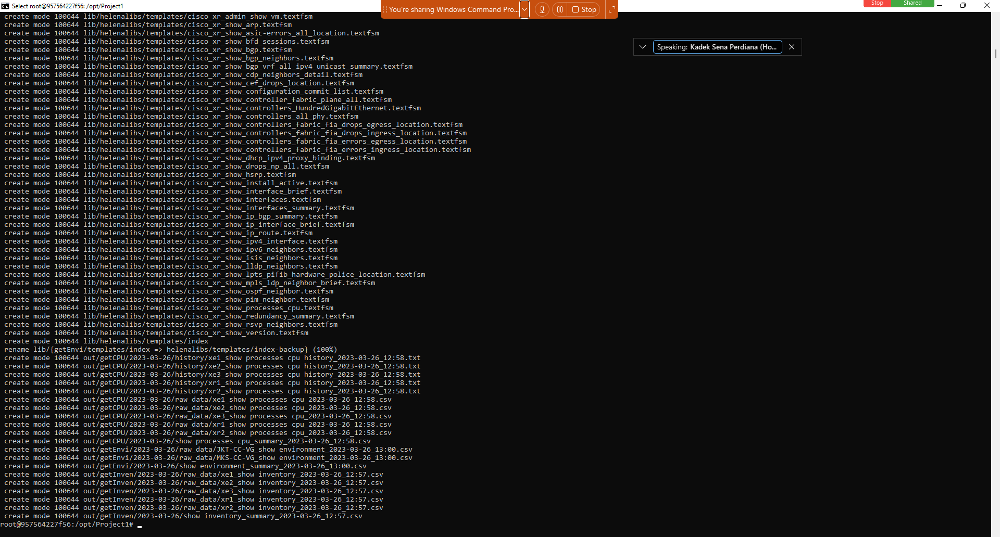 Select root@957564227f56: /opt/Project1
You're sharing Windows Command Pro...
Stop
Stop
Shared
Speaking: Kadek Sena Perdiana (Ho...
create mode 100644 lib/helenalibs/templates/cisco_xr_admin_show_vm.textfsm
create mode 100644 lib/helenalibs/templates/cisco_xr_show_arp.textfsm
create mode 100644 lib/helenalibs/templates/cisco_xr_show_asic-errors_all_location.textfsm
create mode 100644 lib/helenalibs/templates/cisco_xr_show_bfd_sessions.textfsm
create mode 100644 lib/helenalibs/templates/cisco_xr_show_bgp.textfsm
create mode 100644 lib/helenalibs/templates/cisco_xr_show_bgp_neighbors.textfsm
create mode 100644 lib/helenalibs/templates/cisco_xr_show_bgp_vrf_all_ipv4_unicast_summary.textfsm
create mode 100644 lib/helenalibs/templates/cisco_xr_show_cdp_neighbors_detail.textfsm
create mode 100644 lib/helenalibs/templates/cisco_xr_show_cef_drops_location.textfsm
create mode 100644 lib/helenalibs/templates/cisco_xr_show_configuration_commit_list.textfsm
create mode 100644 lib/helenalibs/templates/cisco_xr_show_controller_fabric_plane_all.textfsm
create mode 100644 lib/helenalibs/templates/cisco_xr_show_controllers_HundredGigabitEthernet.textfsm
create mode 100644 lib/helenalibs/templates/cisco_xr_show_controllers_all_phy.textfsm
create mode 100644 lib/helenalibs/templates/cisco_xr_show_controllers_fabric_fia_drops_egress_location.textfsm
create mode 100644 lib/helenalibs/templates/cisco_xr_show_controllers_fabric_fia_drops_ingress_location.textfsm
create mode 100644 lib/helenalibs/templates/cisco_xr_show_controllers_fabric_fia_errors_egress_location.textfsm
create mode 100644 lib/helenalibs/templates/cisco_xr_show_controllers_fabric_fia_errors_ingress_location.textfsm
create mode 100644 lib/helenalibs/templates/cisco_xr_show_dhcp_ipv4_proxy_binding.textfsm
create mode 100644 lib/helenalibs/templates/cisco_xr_show_drops_np_all.textfsm
create mode 100644 lib/helenalibs/templates/cisco_xr_show_hsrp.textfsm
create mode 100644 lib/helenalibs/templates/cisco_xr_show_install_active.textfsm
create mode 100644 lib/helenalibs/templates/cisco_xr_show_interface_brief.textfsm
create mode 100644 lib/helenalibs/templates/cisco_xr_show_interfaces.textfsm
create mode 100644 lib/helenalibs/templates/cisco_xr_show_interfaces_summary.textfsm
create mode 100644 lib/helenalibs/templates/cisco_xr_show_ip_bgp_summary.textfsm
create mode 100644 lib/helenalibs/templates/cisco_xr_show_ip_interface_brief.textfsm
create mode 100644 lib/helenalibs/templates/cisco_xr_show_ip_route.textfsm
create mode 100644 lib/helenalibs/templates/cisco_xr_show_ipv4_interface.textfsm
create mode 100644 lib/helenalibs/templates/cisco_xr_show_ipv6_neighbors.textfsm
create mode 100644 lib/helenalibs/templates/cisco_xr_show_isis_neighbors.textfsm
create mode 100644 lib/helenalibs/templates/cisco_xr_show_lldp_neighbors.textfsm
create mode 100644 lib/helenalibs/templates/cisco_xr_show_lpts_pifib_hardware_police_location.textfsm
create mode 100644 lib/helenalibs/templates/cisco_xr_show_mpls_ldp_neighbor_brief.textfsm
create mode 100644 lib/helenalibs/templates/cisco_xr_show_ospf_neighbor.textfsm
create mode 100644 lib/helenalibs/templates/cisco_xr_show_pim_neighbor.textfsm
create mode 100644 lib/helenalibs/templates/cisco_xr_show_processes_cpu.textfsm
create mode 100644 lib/helenalibs/templates/cisco_xr_show_redundancy_summary.textfsm
create mode 100644 lib/helenalibs/templates/cisco_xr_show_rsvp_neighbors.textfsm
create mode 100644 lib/helenalibs/templates/cisco_xr_show_version.textfsm
create mode 100644 lib/helenalibs/templates/index
rename lib/{getEnvi/templates/index => helenalibs/templates/index-backup} (100%)
create mode 100644 out/getCPU/2023-03-26/history/xe1_show processes cpu history_2023-03-26_12:58.txt
create mode 100644 out/getCPU/2023-03-26/history/xe2_show processes cpu history_2023-03-26_12:58.txt
create mode 100644 out/getCPU/2023-03-26/history/xe3_show processes cpu history_2023-03-26_12:58.txt
create mode 100644 out/getCPU/2023-03-26/history/xr1_show processes cpu history_2023-03-26_12:58.txt
create mode 100644 out/getCPU/2023-03-26/history/xr2_show processes cpu history_2023-03-26_12:58.txt
create mode 100644 out/getCPU/2023-03-26/raw_data/xe1_show processes cpu_2023-03-26_12:58.csv
create mode 100644 out/getCPU/2023-03-26/raw_data/xe2_show processes cpu_2023-03-26_12:58.csv
create mode 100644 out/getCPU/2023-03-26/raw_data/xe3_show processes cpu_2023-03-26_12:58.csv
create mode 100644 out/getCPU/2023-03-26/raw_data/xr1_show processes cpu_2023-03-26_12:58.csv
create mode 100644 out/getCPU/2023-03-26/raw_data/xr2_show processes cpu_2023-03-26_12:58.csv
create mode 100644 out/getCPU/2023-03-26/show processes cpu_summary_2023-03-26_12:58.csv
create mode 100644 out/getEnvi/2023-03-26/raw_data/JKT-CC-VG_show environment_2023-03-26_13:00.csv
create mode 100644 out/getEnvi/2023-03-26/raw_data/MKS-CC-VG_show environment_2023-03-26_13:00.csv
create mode 100644 out/getEnvi/2023-03-26/show environment_summary_2023-03-26_13:00.csv
create mode 100644 out/getInven/2023-03-26/raw_data/xe1_show inventory_2023-03-26_12:57.csv
create mode 100644 out/getInven/2023-03-26/raw_data/xe2_show inventory_2023-03-26_12:57.csv
create mode 100644 out/getInven/2023-03-26/raw_data/xe3_show inventory_2023-03-26_12:57.csv
create mode 100644 out/getInven/2023-03-26/raw_data/xr1_show inventory_2023-03-26_12:57.csv
create mode 100644 out/getInven/2023-03-26/raw_data/xr2_show inventory_2023-03-26_12:57.csv
create mode 100644 out/getInven/2023-03-26/show inventory_summary_2023-03-26_12:57.csv
root@957564227f56:/opt/Project1#